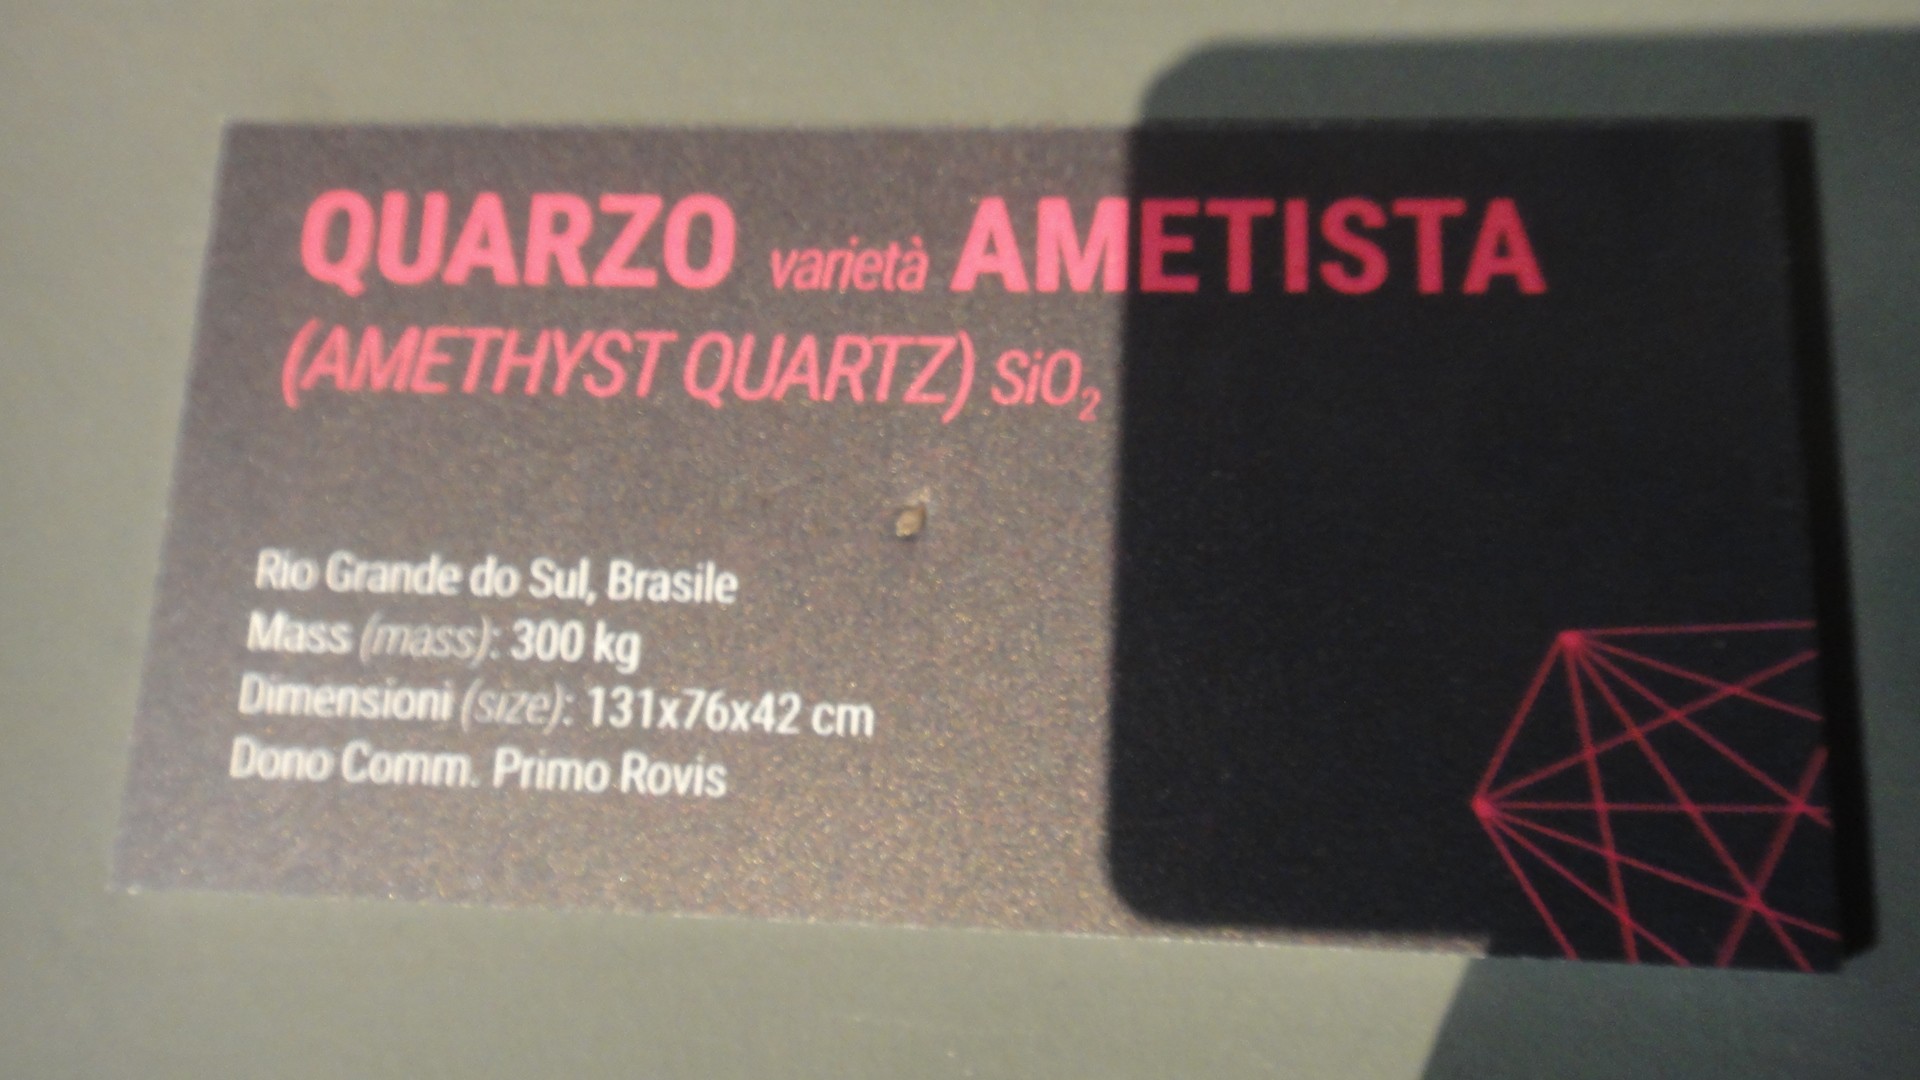 QUARZO varietà AMETISTA
(AMETHYST QUARTZ) SiO₂
Rio Grande do Sul, Brasile
Mass (mass): 300 kg
Dimensioni (size): 131x76x42 cm
Dono Comm. Primo Rovis